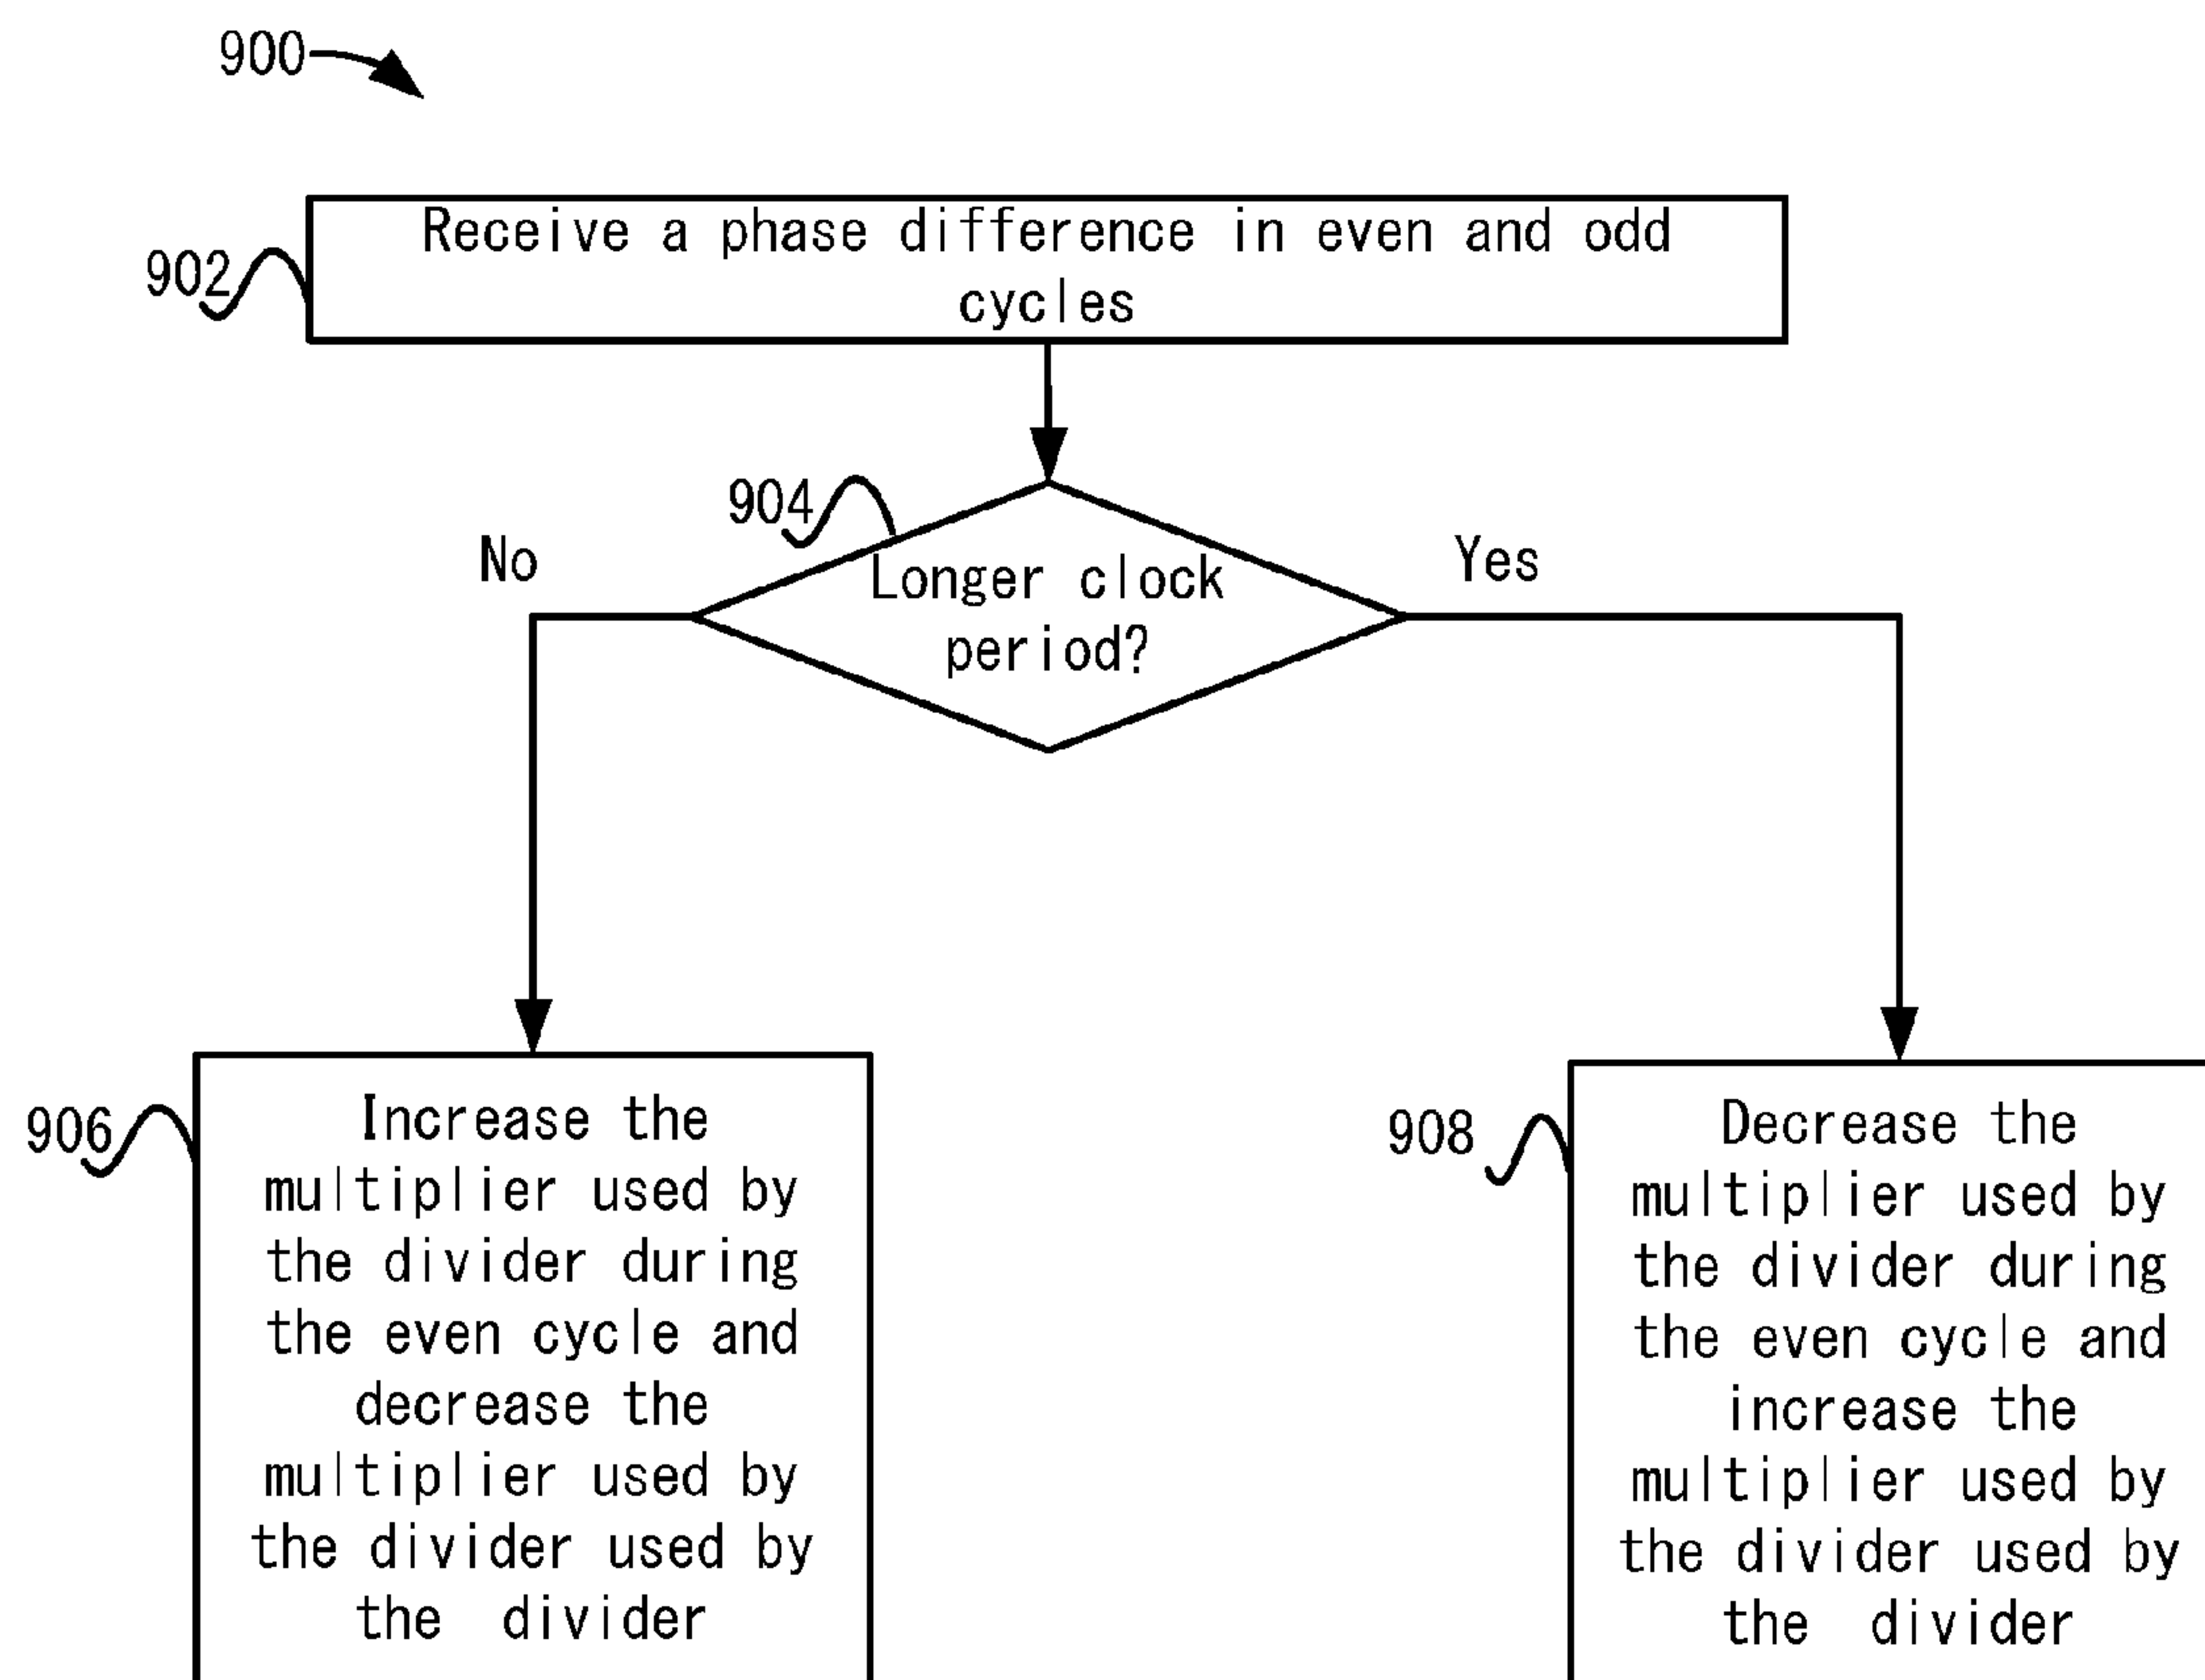 900
Receive a phase difference in even and odd
cycles
902
904
No
Longer clock
period?
Yes
906
Increase the
multiplier used by
the divider during
the even cycle and
decrease the
multiplier used by
the divider used by
the divider
908
Decrease the
multiplier used by
the divider during
the even cycle and
increase the
multiplier used by
the divider used by
the divider